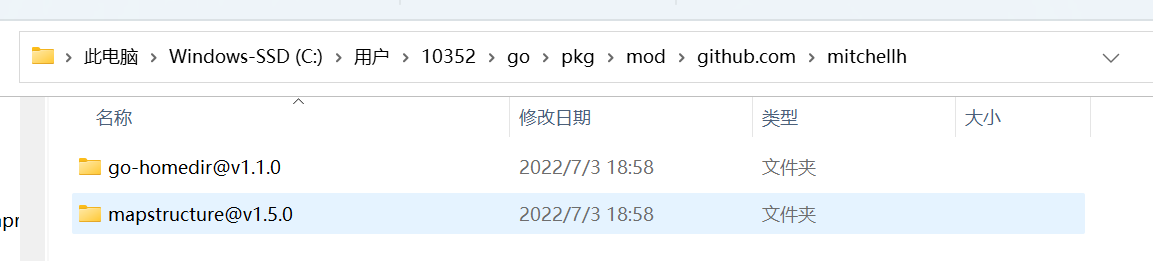 此电脑 > Windows-SSD (C:) > 用户 > 10352 > go > pkg > mod > github.com > mitchellh
名称 修改日期 类型 大小
go-homedir@v1.1.0 2022/7/3 18:58 文件夹
mapstructure@v1.5.0 2022/7/3 18:58 文件夹